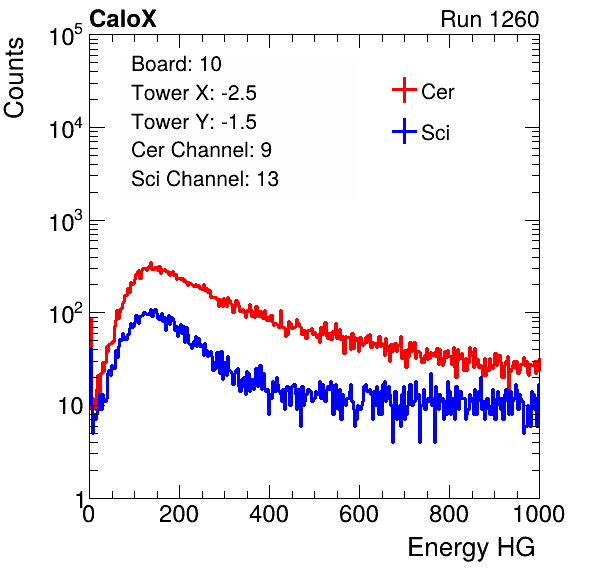 CaloX Run 1260
Counts
Board: 10
Tower X: -2.5
Tower Y: -1.5
Cer Channel: 9
Sci Channel: 13
Cer
Sci
10^5
10^4
10^3
10^2
10
1
0 200 400 600 800 1000
Energy HG